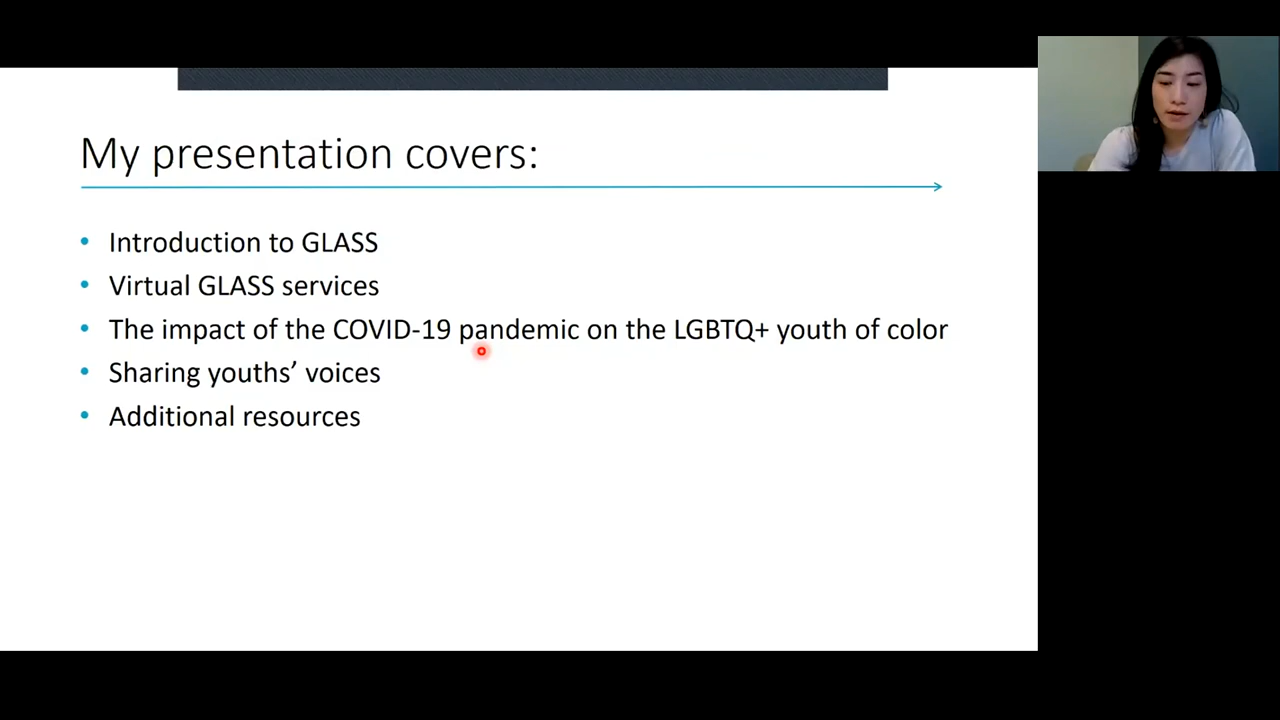 My presentation covers:
Introduction to GLASS
Virtual GLASS services
The impact of the COVID-19 pandemic on the LGBTQ+ youth of color
Sharing youths’ voices
Additional resources